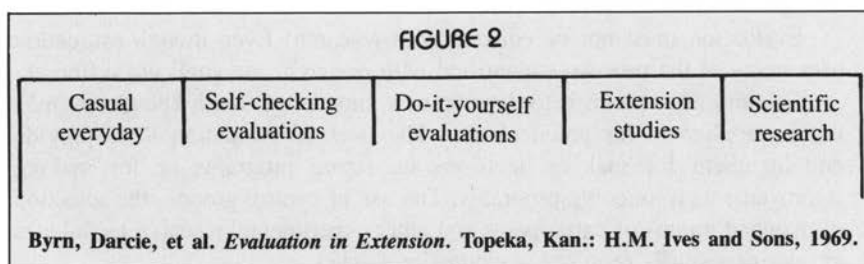 FIGURE 2
Casual everyday
Self-checking evaluations
Do-it-yourself evaluations
Extension studies
Scientific research
Byrn, Darcie, et al. Evaluation in Extension. Topeka, Kan.: H.M. Ives and Sons, 1969.